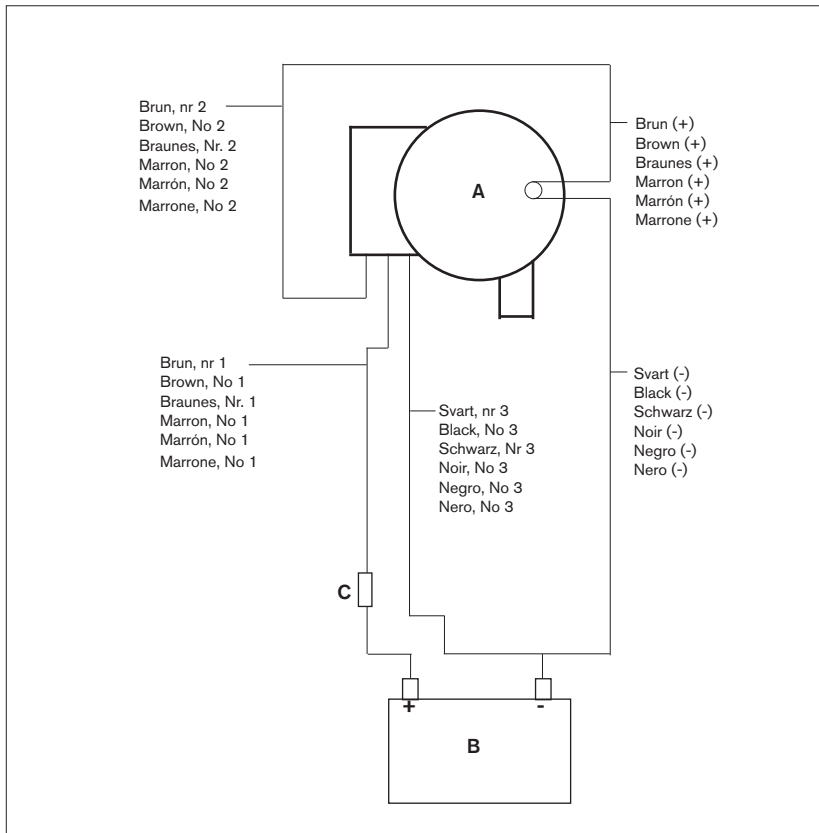 Brun, nr 2
Brown, No 2
Braunes, Nr. 2
Marron, No 2
Marrón, No 2
Marrone, No 2
Brun (+)
Brown (+)
Braunes (+)
Marron (+)
Marrón (+)
Marrone (+)
A
Brun, nr 1
Brown, No 1
Braunes, Nr. 1
Marron, No 1
Marrón, No 1
Marrone, No 1
Svart, nr 3
Black, No 3
Schwarz, Nr 3
Noir, No 3
Negro, No 3
Nero, No 3
Svart (-)
Black (-)
Schwarz (-)
Noir (-)
Negro (-)
Nero (-)
C
+ -
B